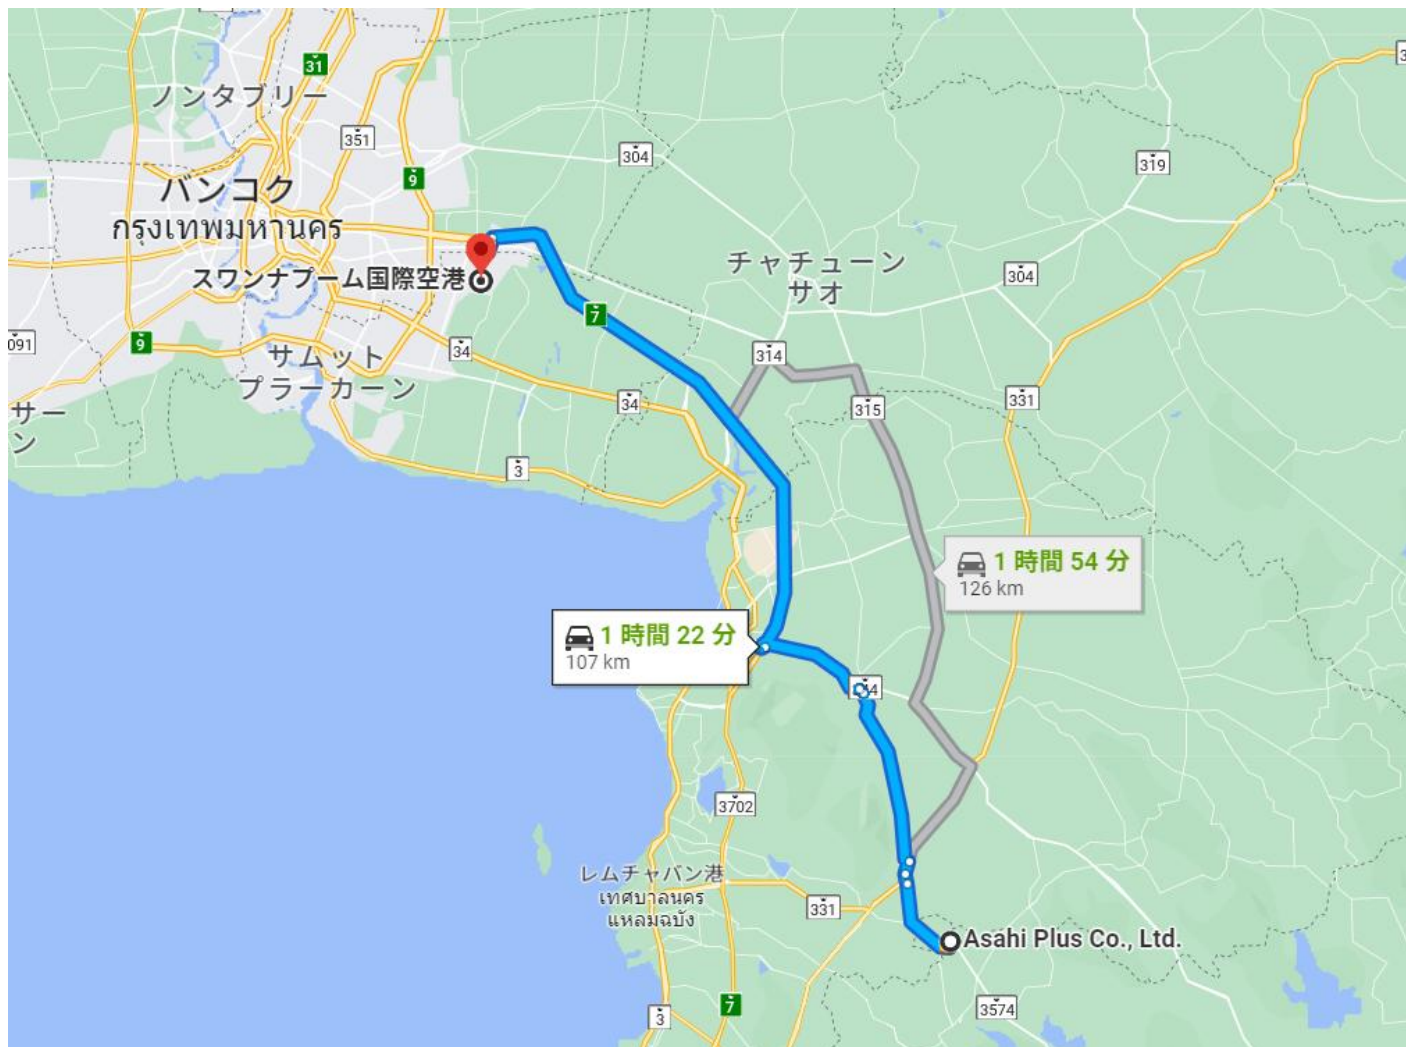 31
ノンタブリー
351
304
319
9
バンコク
กรุงเทพมหานคร
スワンナプーム国際空港
チャチューン
サオ
304
7
091
9
サムット
プラーカーン
34
314
34
331
315
サー
ン
3
1 時間 54 分
126 km
1 時間 22 分
107 km
3702
レムチャバン港
เทศบาลนคร
แหลมฉบัง
331
Asahi Plus Co., Ltd.
3
7
3574